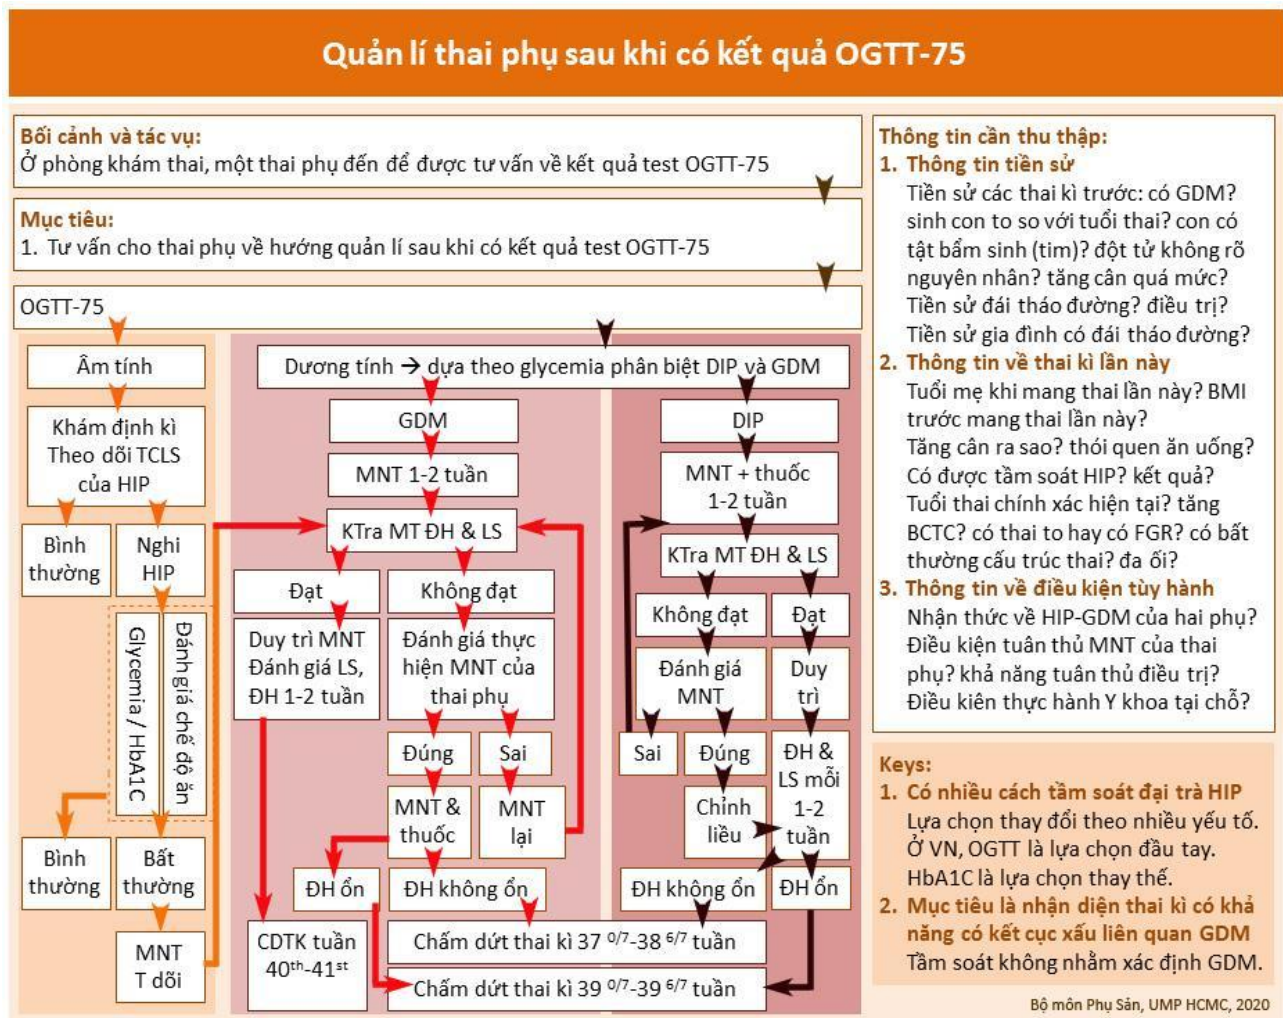 Quản lí thai phụ sau khi có kết quả OGTT-75
Bối cảnh và tác vụ:
Ở phòng khám thai, một thai phụ đến để được tư vấn về kết quả test OGTT-75
Mục tiêu:
1. Tư vấn cho thai phụ về hướng quản lí sau khi có kết quả test OGTT-75
OGTT-75
Âm tính
Khám định kì
Theo dõi TCLS
của HIP
Bình
thường
Nghi
HIP
Glycemia / HbA1C
Đánh giá chế độ ăn
Bình
thường
Bất
thường
MNT
T dõi
Dương tính → dựa theo glycemia phân biệt DIP và GDM
GDM
MNT 1-2 tuần
KTra MT ĐH & LS
Đạt
Không đạt
Duy trì MNT
Đánh giá LS,
ĐH 1-2 tuần
Đánh giá thực
hiện MNT của
thai phụ
Đúng
Sai
MNT &
thuốc
MNT
lại
ĐH ổn
ĐH không ổn
CDTK tuần
40th-41st
DIP
MNT + thuốc
1-2 tuần
KTra MT ĐH & LS
Không đạt
Đạt
Đánh giá
MNT
Duy
trì
Sai
Đúng
ĐH &
LS mỗi
1-2
tuần
Chỉnh
liều
ĐH không ổn
ĐH ổn
Chấm dứt thai kì 37 0/7-38 6/7 tuần
Chấm dứt thai kì 39 0/7-39 6/7 tuần
Thông tin cần thu thập:
1. Thông tin tiền sử
Tiền sử các thai kì trước: có GDM?
sinh con to so với tuổi thai? con có
tật bẩm sinh (tim)? đột tử không rõ
nguyên nhân? tăng cân quá mức?
Tiền sử đái tháo đường? điều trị?
Tiền sử gia đình có đái tháo đường?
2. Thông tin về thai kì lần này
Tuổi mẹ khi mang thai lần này? BMI
trước mang thai lần này?
Tăng cân ra sao? thói quen ăn uống?
Có được tầm soát HIP? kết quả?
Tuổi thai chính xác hiện tại? tăng
BCTC? có thai to hay có FGR? có bất
thường cấu trúc thai? đa ối?
3. Thông tin về điều kiện tùy hành
Nhận thức về HIP-GDM của hai phụ?
Điều kiện tuân thủ MNT của thai
phụ? khả năng tuân thủ điều trị?
Điều kiên thực hành Y khoa tại chỗ?
Keys:
1. Có nhiều cách tầm soát đại trà HIP
Lựa chọn thay đổi theo nhiều yếu tố.
Ở VN, OGTT là lựa chọn đầu tay.
HbA1C là lựa chọn thay thế.
2. Mục tiêu là nhận diện thai kì có khả
năng có kết cục xấu liên quan GDM
Tầm soát không nhằm xác định GDM.
Bộ môn Phụ Sản, UMP HCMC, 2020